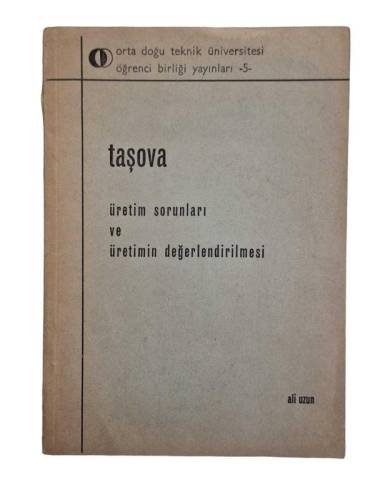 orta doğu teknik üniversitesi
öğrenci birliği yayınları -5-
taşova
üretim sorunları
ve
üretimin değerlendirilmesi
ali uzun